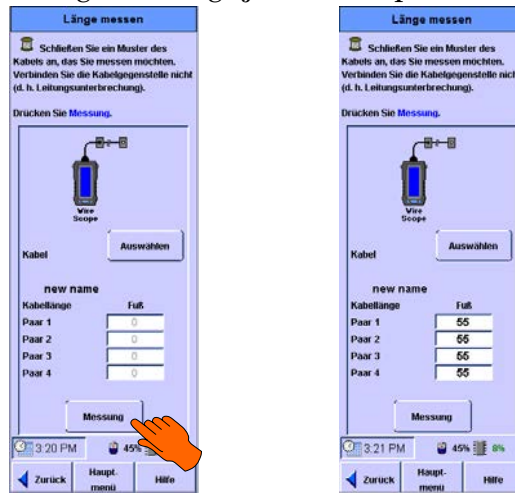 Länge messen
Schließen Sie ein Muster des
Kabels an, das Sie messen möchten.
Verbinden Sie die Kabelgegenstelle nicht
(d. h. Leitungsunterbrechung).
Drücken Sie Messung.
Wire
Scope
Kabel
Auswählen
new name
Kabellänge Fuß
Paar 1 0
Paar 2 0
Paar 3 0
Paar 4 0
Messung
3:20 PM 45%
Zurück Haupt-
menü Hilfe
Länge messen
Schließen Sie ein Muster des
Kabels an, das Sie messen möchten.
Verbinden Sie die Kabelgegenstelle nich
(d. h. Leitungsunterbrechung).
Drücken Sie Messung.
Wire
Scope
Kabel
Auswählen
new name
Kabellänge Fuß
Paar 1 55
Paar 2 55
Paar 3 55
Paar 4 55
Messung
3:21 PM 45% 8%
Zurück Haupt-
menü Hilfe